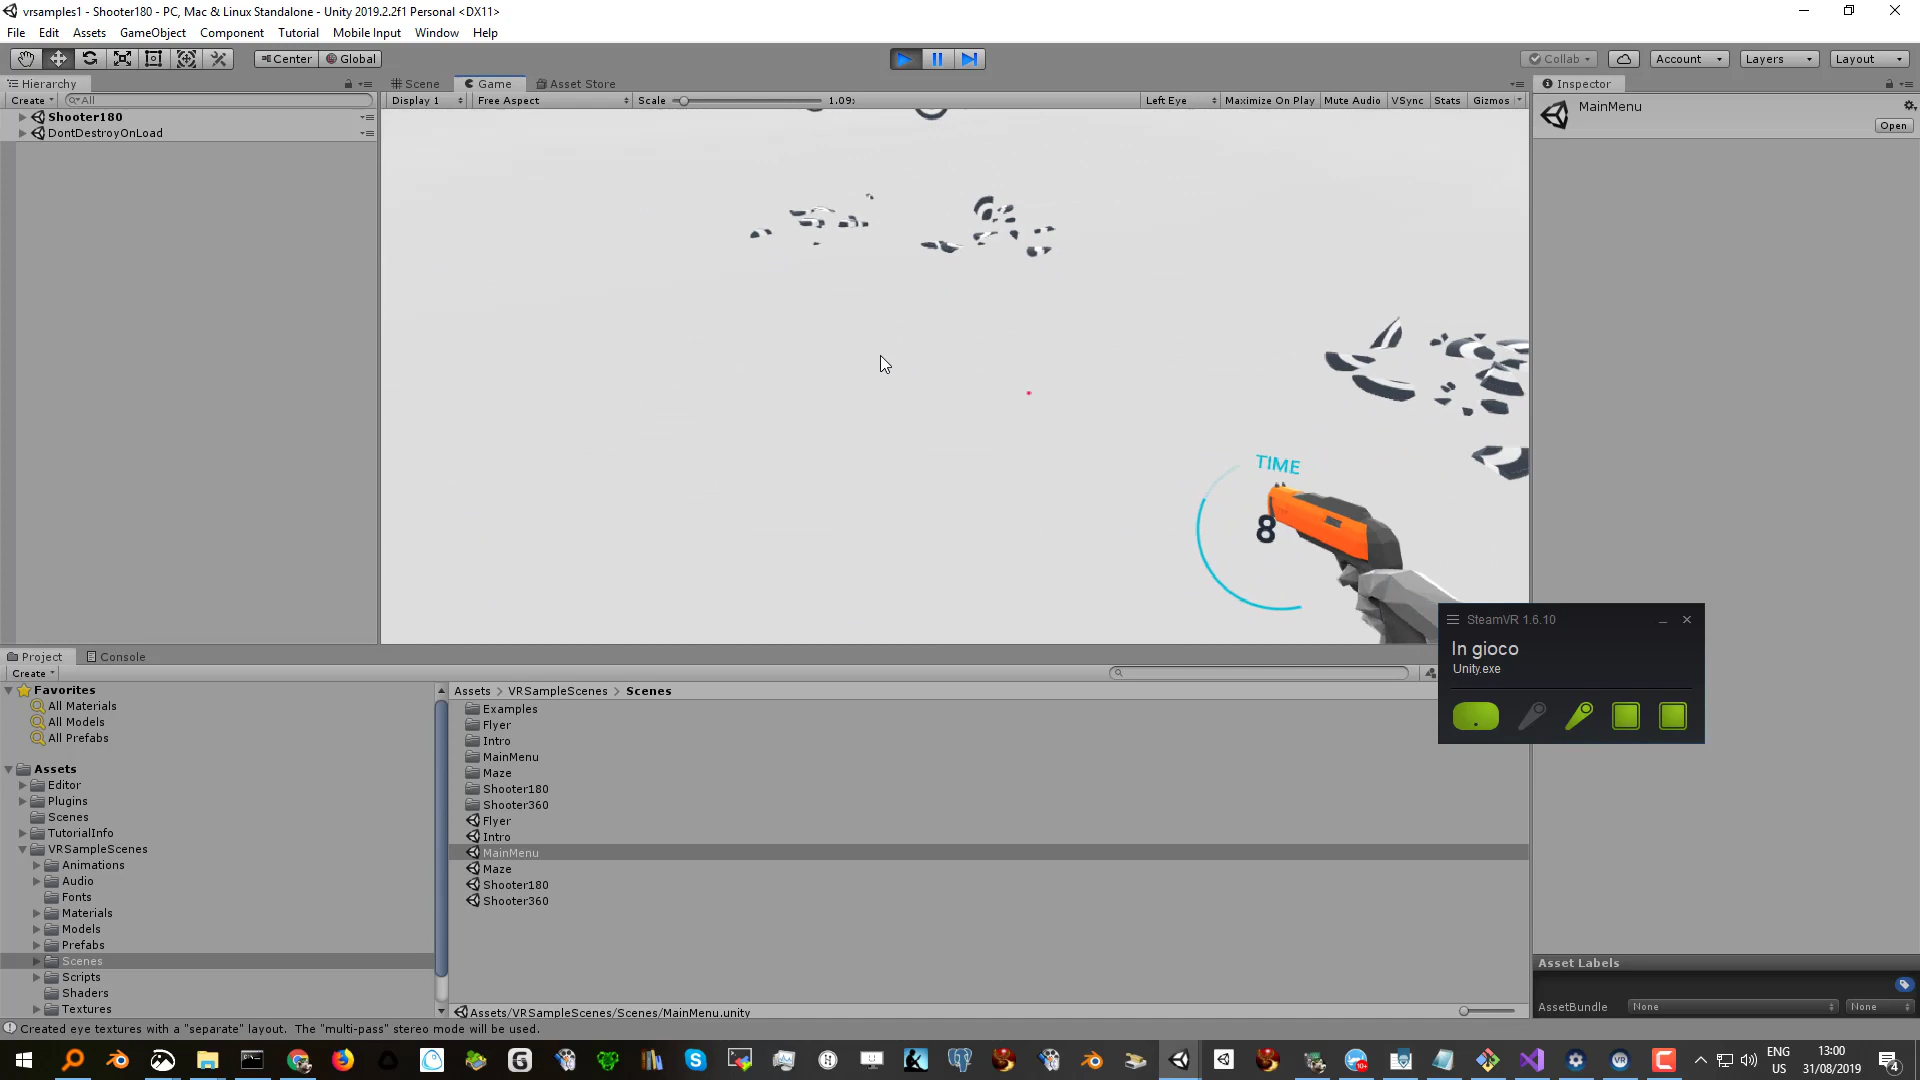 vrsamples1 - Shooter180 - PC, Mac & Linux Standalone - Unity 2019.2.2f1 Personal <DX11>
File Edit Assets GameObject Component Tutorial Mobile Input Window Help
Center Global Collab Account Layers Layout
Hierarchy Scene Game Asset Store Inspector
Create All Display 1 Free Aspect Scale 1.09 Left Eye Maximize On Play Mute Audio VSync Stats Gizmos
MainMenu
Open
Shooter180
DontDestroyOnLoad
TIME
8
SteamVR 1.6.10
In gioco
Unity.exe
Project Console
Create
Favorites
All Materials
All Models
All Prefabs
Assets
Editor
Plugins
Scenes
TutorialInfo
VRSampleScenes
Animations
Audio
Fonts
Materials
Models
Prefabs
Scenes
Scripts
Shaders
Textures
Assets > VRSampleScenes > Scenes
Examples
Flyer
Intro
MainMenu
Maze
Shooter180
Shooter360
Flyer
Intro
MainMenu
Maze
Shooter180
Shooter360
Assets/VRSampleScenes/Scenes/MainMenu.unity
Asset Labels
AssetBundle None None
Created eye textures with a "separate" layout. The "multi-pass" stereo mode will be used.
ENG
US
13:00
31/08/2019
10+
4